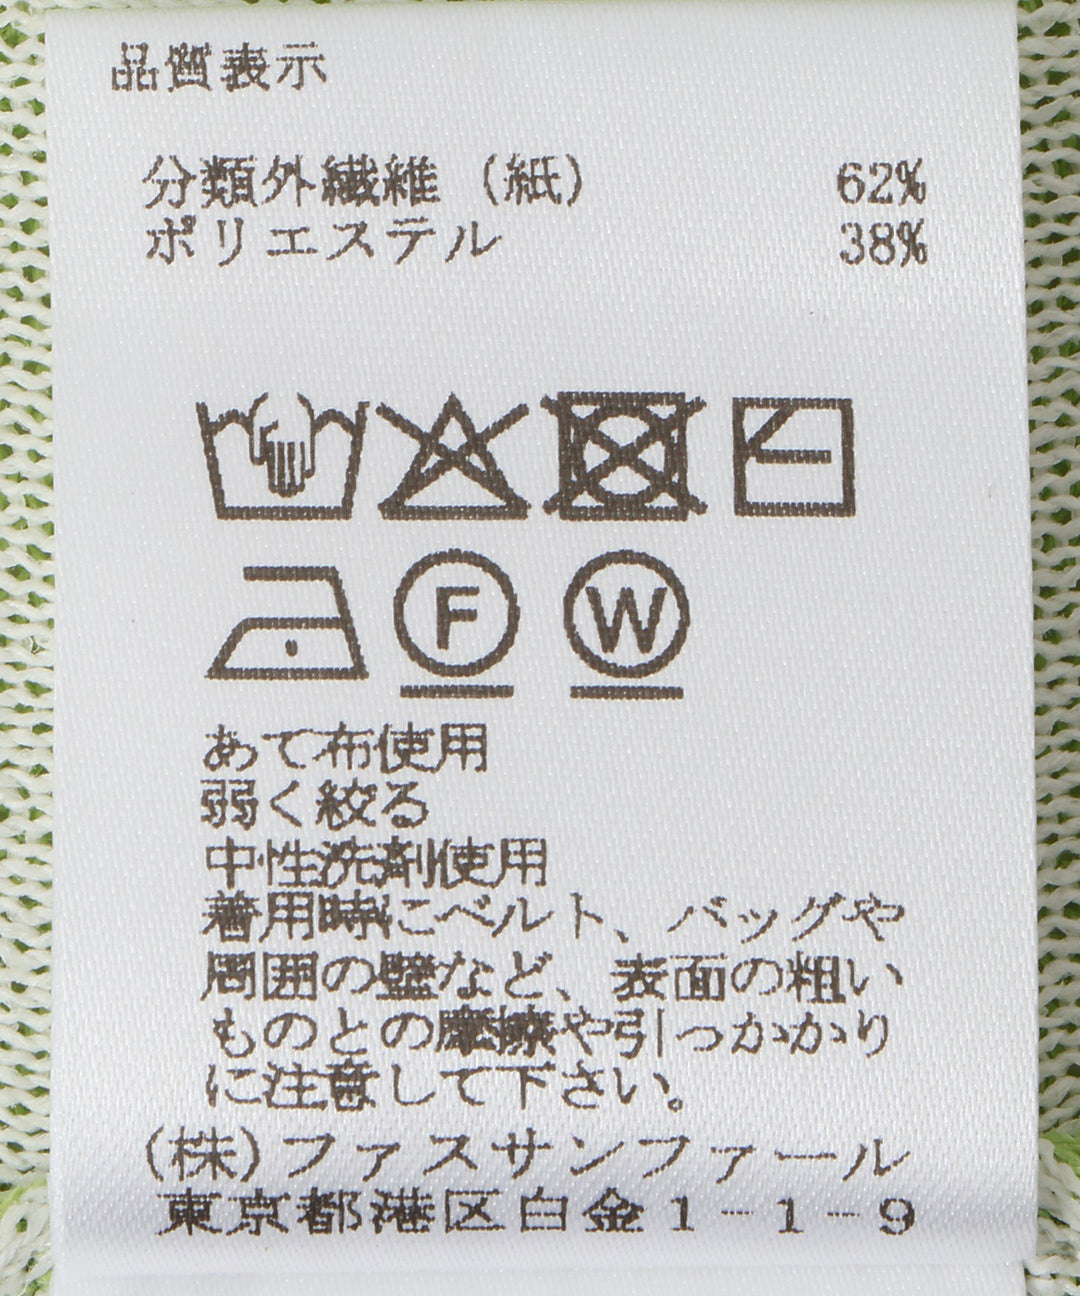 品質表示
分類外繊維 (紙) 62%
ポリエステル 38%
F W
あて布使用
弱く絞る
中性洗剤使用
着用時にベルト、バッグや
周囲の壁など、表面の粗い
ものとの摩擦や引っかかり
に注意して下さい。
(株)ファスサンファール
東京都港区白金1-1-9